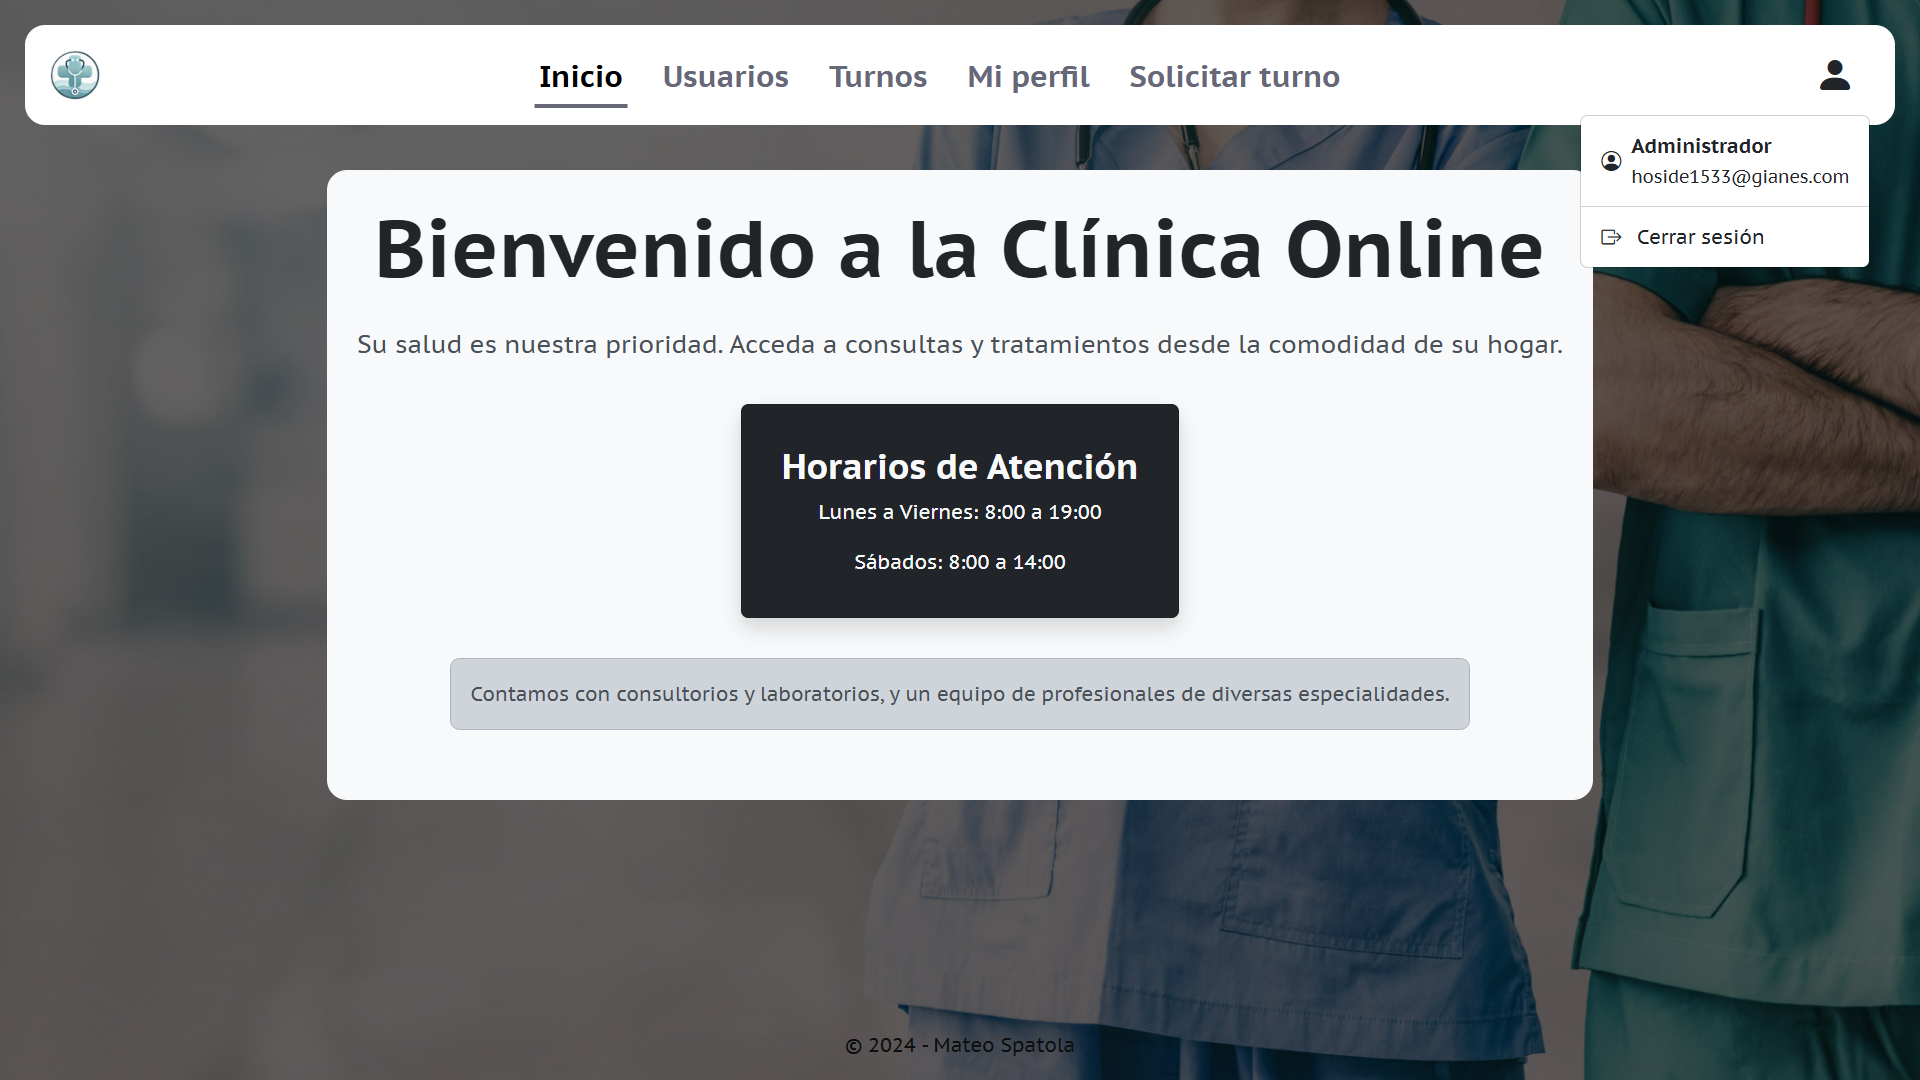 Inicio
Usuarios
Turnos
Mi perfil
Solicitar turno
Administrador
hoside1533@gianes.com
Cerrar sesión
Bienvenido a la Clínica Online
Su salud es nuestra prioridad. Acceda a consultas y tratamientos desde la comodidad de su hogar.
Horarios de Atención
Lunes a Viernes: 8:00 a 19:00
Sábados: 8:00 a 14:00
Contamos con consultorios y laboratorios, y un equipo de profesionales de diversas especialidades.
© 2024 - Mateo Spatola